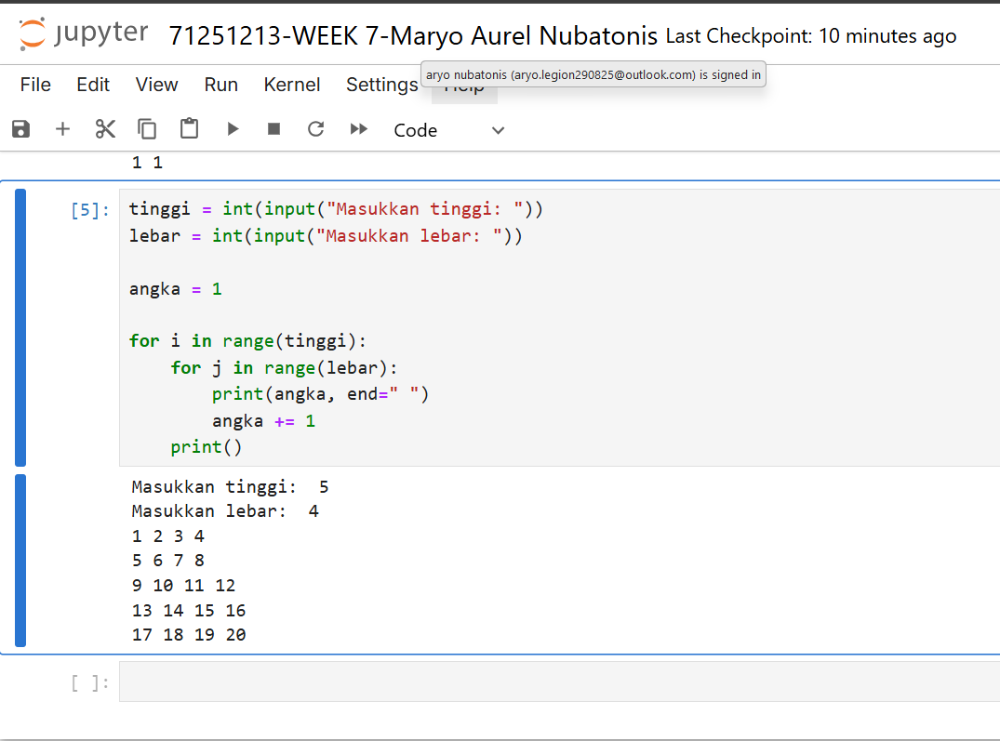 jupyter 71251213-WEEK 7-Maryo Aurel Nubatonis Last Checkpoint: 10 minutes ago
aryo nubatonis (aryo.legion290825@outlook.com) is signed in
File Edit View Run Kernel Settings Help
Code
1 1
[5]: tinggi = int(input("Masukkan tinggi: "))
lebar = int(input("Masukkan lebar: "))

angka = 1

for i in range(tinggi):
    for j in range(lebar):
        print(angka, end=" ")
        angka += 1
    print()
Masukkan tinggi:  5
Masukkan lebar:  4
1 2 3 4
5 6 7 8
9 10 11 12
13 14 15 16
17 18 19 20
[ ]: